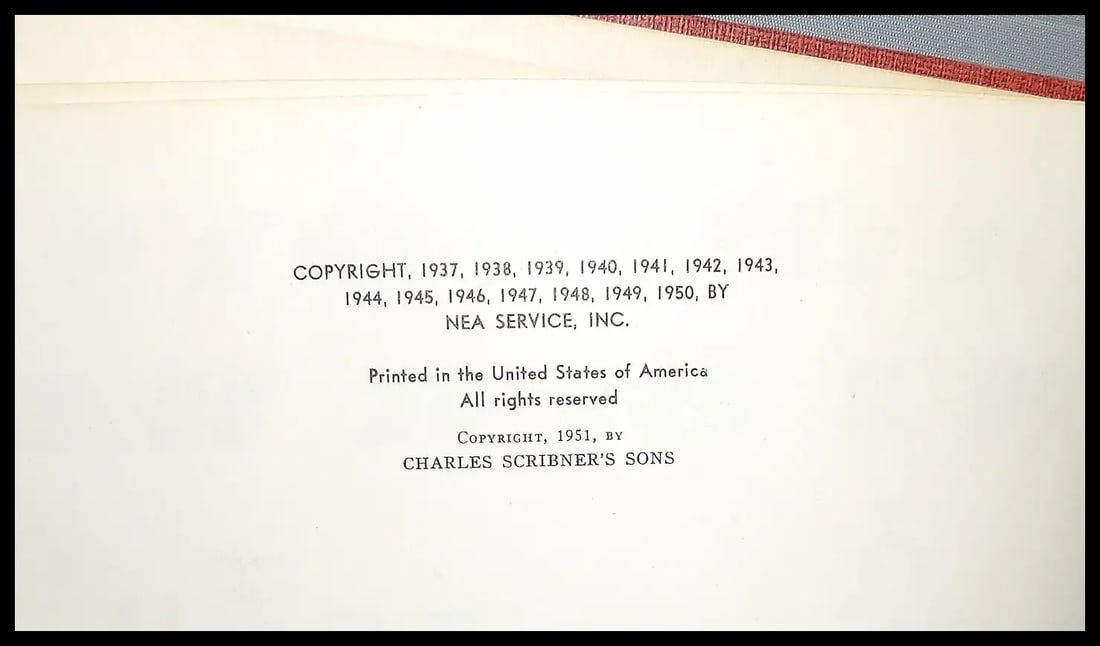 COPYRIGHT, 1937, 1938, 1939, 1940, 1941, 1942, 1943,
1944, 1945, 1946, 1947, 1948, 1949, 1950, BY
NEA SERVICE, INC.
Printed in the United States of America
All rights reserved
COPYRIGHT, 1951, BY
CHARLES SCRIBNER'S SONS